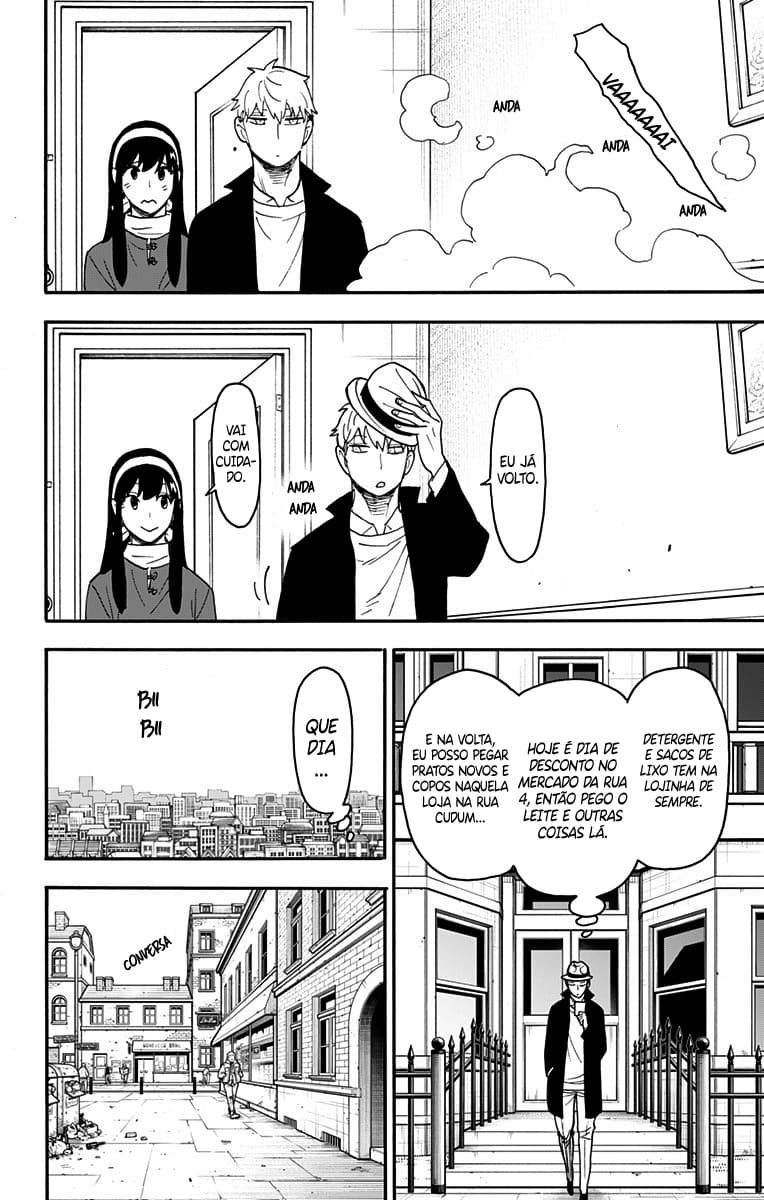 VAAAAAAAI
ANDA
ANDA
ANDA
EU JÁ
VOLTO.
ANDA
ANDA
VAI
COM
CUIDA-
DO.
DETERGENTE
E SACOS DE
LIXO TEM NA
LOJINHA DE
SEMPRE.
HOJE É DIA DE
DESCONTO NO
MERCADO DA RUA
4, ENTÃO PEGO O
LEITE E OUTRAS
COISAS LÁ.
E NA VOLTA,
EU POSSO PEGAR
PRATOS NOVOS E
COPOS NAQUELA
LOJA NA RUA
CUDUM...
BII
BII
QUE
DIA
...
CONVERSA